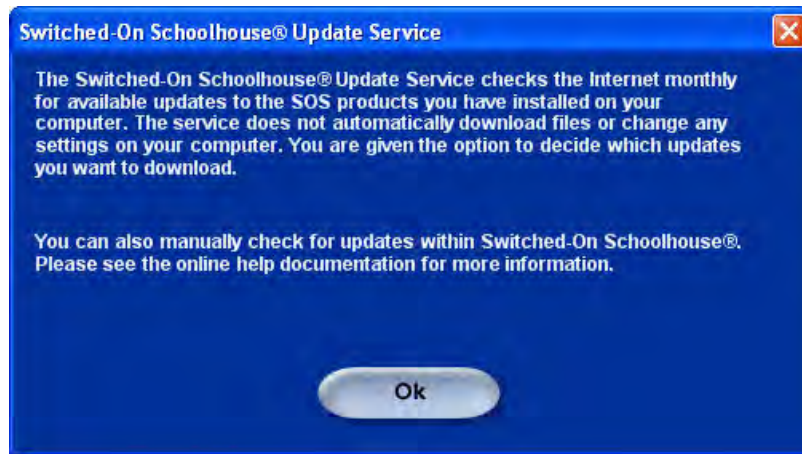 Switched-On Schoolhouse® Update Service
The Switched-On Schoolhouse® Update Service checks the Internet monthly
for available updates to the SOS products you have installed on your
computer. The service does not automatically download files or change any
settings on your computer. You are given the option to decide which updates
you want to download.
You can also manually check for updates within Switched-On Schoolhouse®.
Please see the online help documentation for more information.
Ok